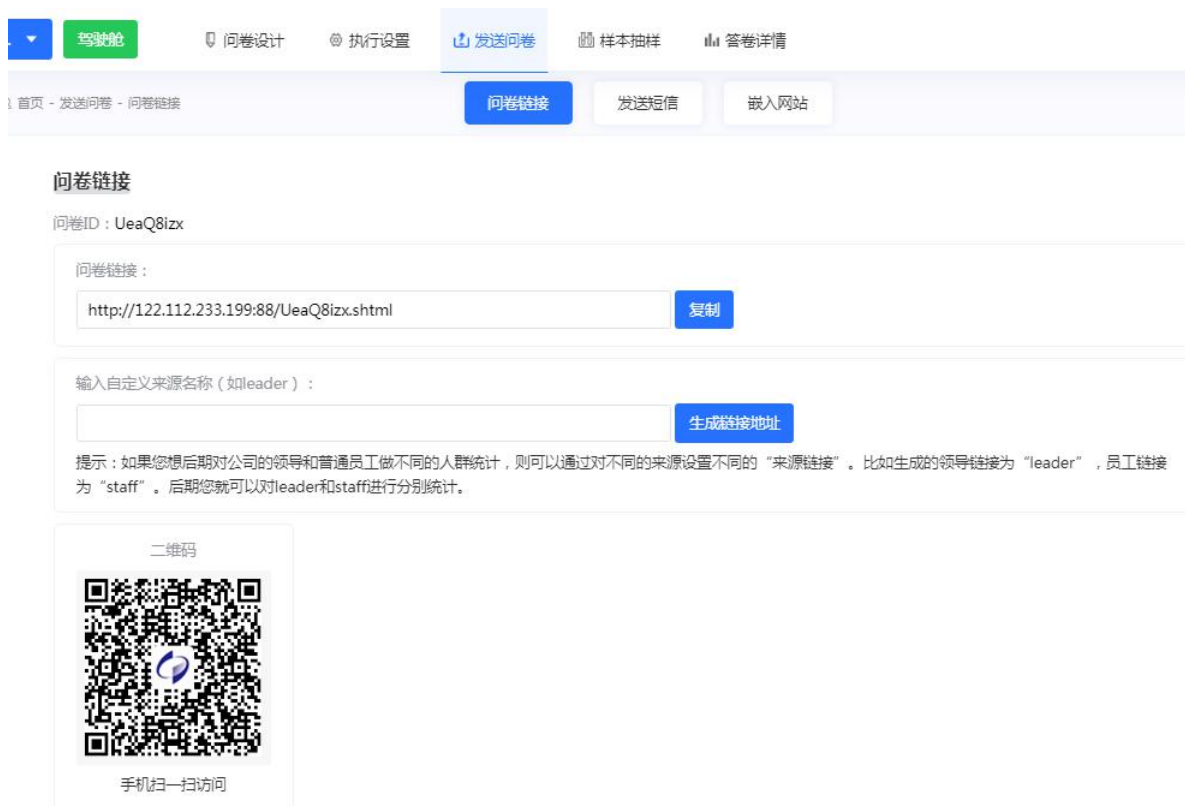 驾驶舱 问卷设计 执行设置 发送问卷 样本抽样 答卷详情
首页 - 发送问卷 - 问卷链接 问卷链接 发送短信 嵌入网站
问卷链接
问卷ID：UeaQ8izx
问卷链接：
http://122.112.233.199:88/UeaQ8izx.shtml 复制
输入自定义来源名称（如leader）：
生成链接地址
提示：如果您想后期对公司的领导和普通员工做不同的人群统计，则可以通过对不同的来源设置不同的“来源链接”。比如生成的领导链接为“leader”，员工链接
为“staff”。后期您就可以对leader和staff进行分别统计。
二维码
手机扫一扫访问